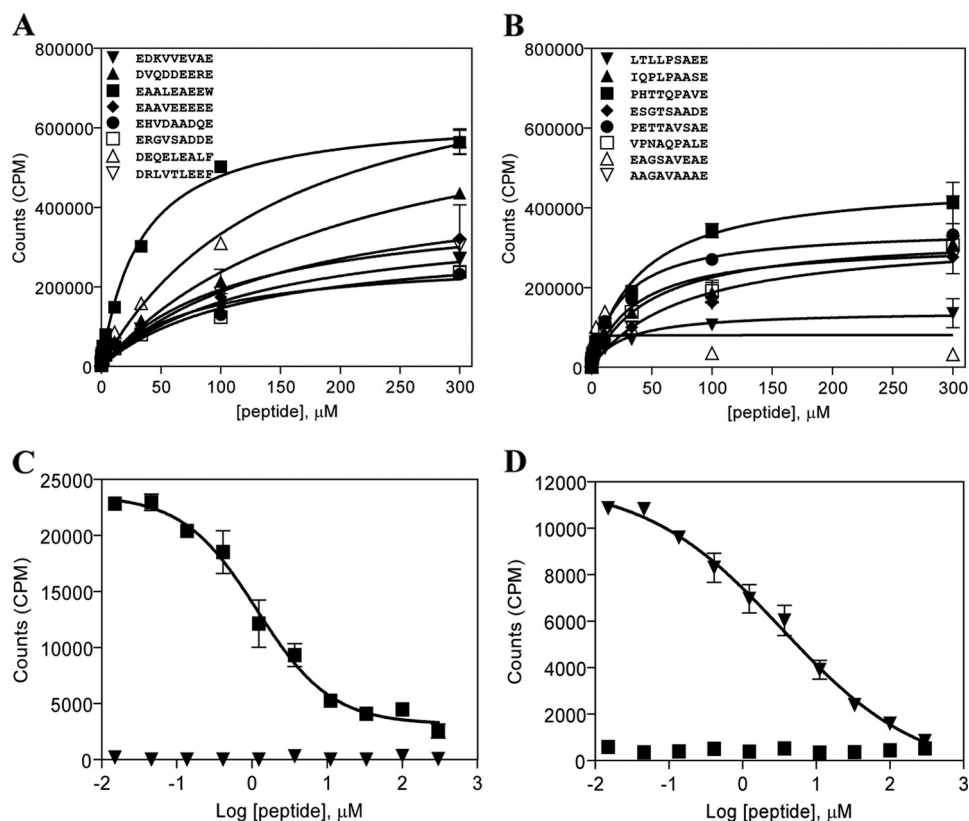 A
800000
600000
400000
200000
0
Counts (CPM)
EDKVVEVAE
DVQDDEERE
EAALEAEEW
EAAVEEEEE
EHVDAADQE
ERGVSADDE
DEQELEALF
DRLVTLEEF
0 50 100 150 200 250 300
[peptide], μM
B
800000
600000
400000
200000
0
Counts (CPM)
LTLLPSAEE
IQPLPAASE
PHTTQPAVE
ESGTSAADE
PETTAVSAE
VPNAQPALE
EAGSAVEAE
AAGAVAAAE
0 50 100 150 200 250 300
[peptide], μM
C
25000
20000
15000
10000
5000
0
Counts (CPM)
-2 -1 0 1 2 3
Log [peptide], μM
D
12000
10000
8000
6000
4000
2000
0
Counts (CPM)
-2 -1 0 1 2 3
Log [peptide], μM